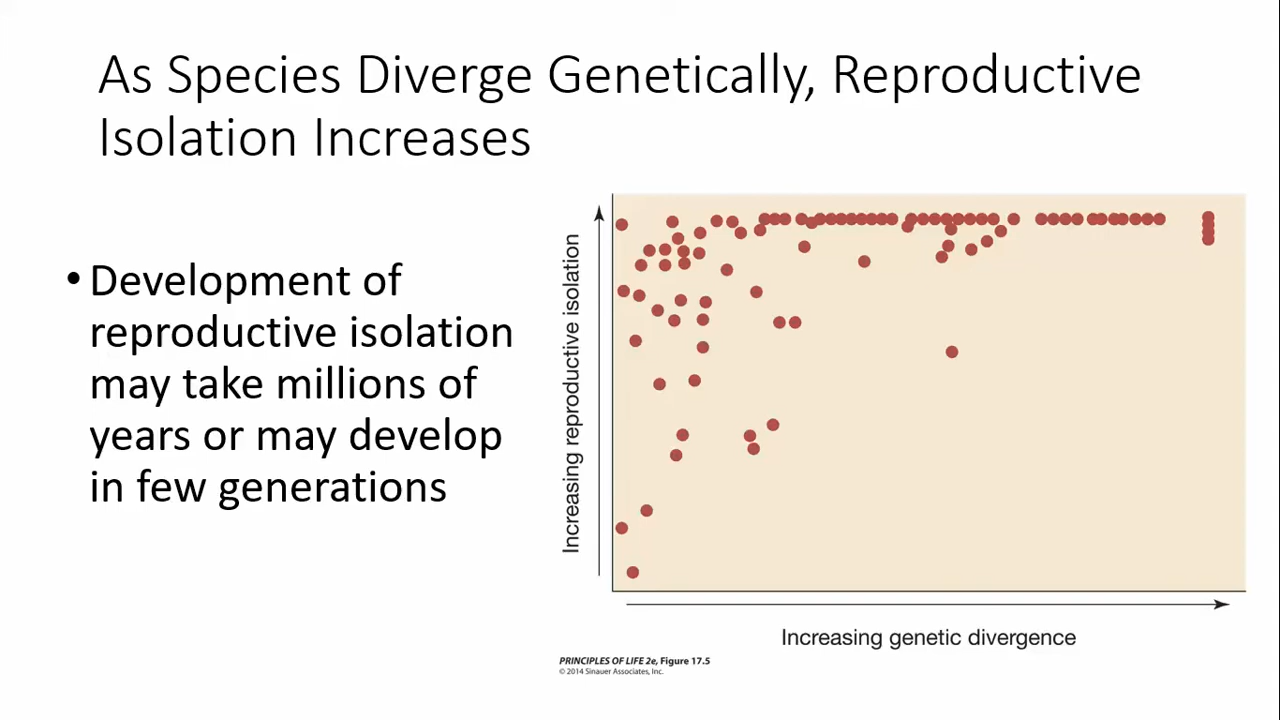 As Species Diverge Genetically, Reproductive
Isolation Increases
• Development of
reproductive isolation
may take millions of
years or may develop
in few generations
Increasing reproductive isolation
Increasing genetic divergence
PRINCIPLES OF LIFE 2e, Figure 17.5
© 2014 Sinauer Associates, Inc.